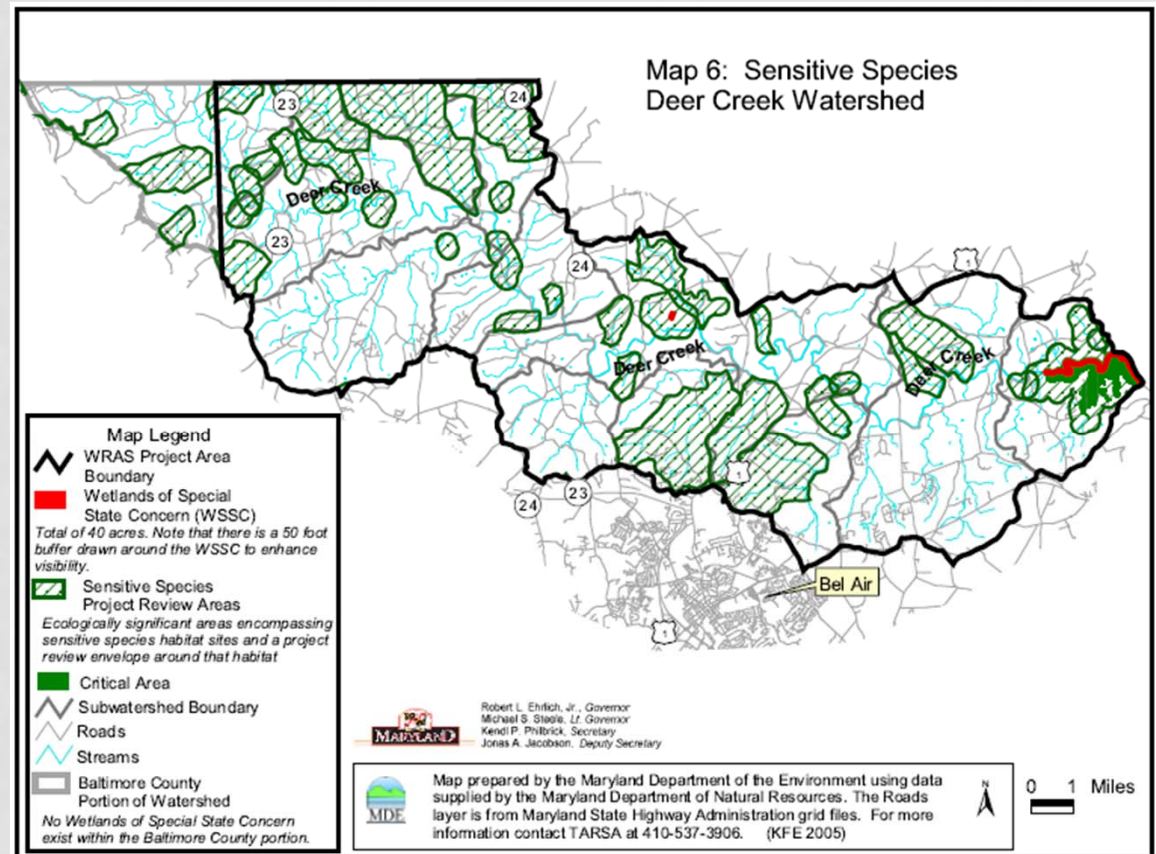 Map 6: Sensitive Species
Deer Creek Watershed
23
24
Deer Creek
23
24
1
Deer Creek
Deer Creek
1
24
23
Bel Air
1
Map Legend
WRAS Project Area
Boundary
Wetlands of Special
State Concern (WSSC)
Total of 40 acres. Note that there is a 50 foot
buffer drawn around the WSSC to enhance
visibility.
Sensitive Species
Project Review Areas
Ecologically significant areas encompassing
sensitive species habitat sites and a project
review envelope around that habitat
Critical Area
Subwatershed Boundary
Roads
Streams
Baltimore County
Portion of Watershed
No Wetlands of Special State Concern
exist within the Baltimore County portion.
MARYLAND
Robert L. Ehrlich, Jr., Governor
Michael S. Steele, Lt. Governor
Kendl P. Philbrick, Secretary
Jonas A. Jacobson, Deputy Secretary
MDE
Map prepared by the Maryland Department of the Environment using data
supplied by the Maryland Department of Natural Resources. The Roads
layer is from Maryland State Highway Administration grid files. For more
information contact TARSA at 410-537-3906. (KFE 2005)
N
0 1 Miles